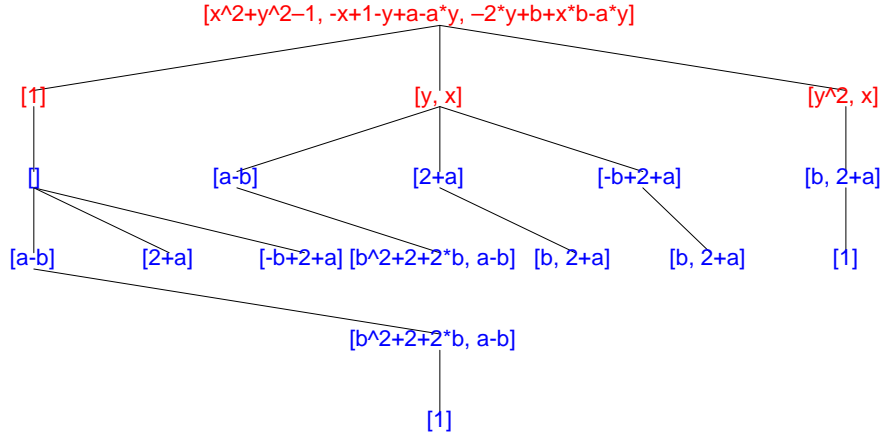 [x^2+y^2–1, -x+1-y+a-a*y, –2*y+b+x*b-a*y]
[1] [y, x] [y^2, x]
[] [a-b] [2+a] [-b+2+a] [b, 2+a]
[a-b] [2+a] [-b+2+a] [b^2+2+2*b, a-b] [b, 2+a] [b, 2+a] [1]
[b^2+2+2*b, a-b]
[1]